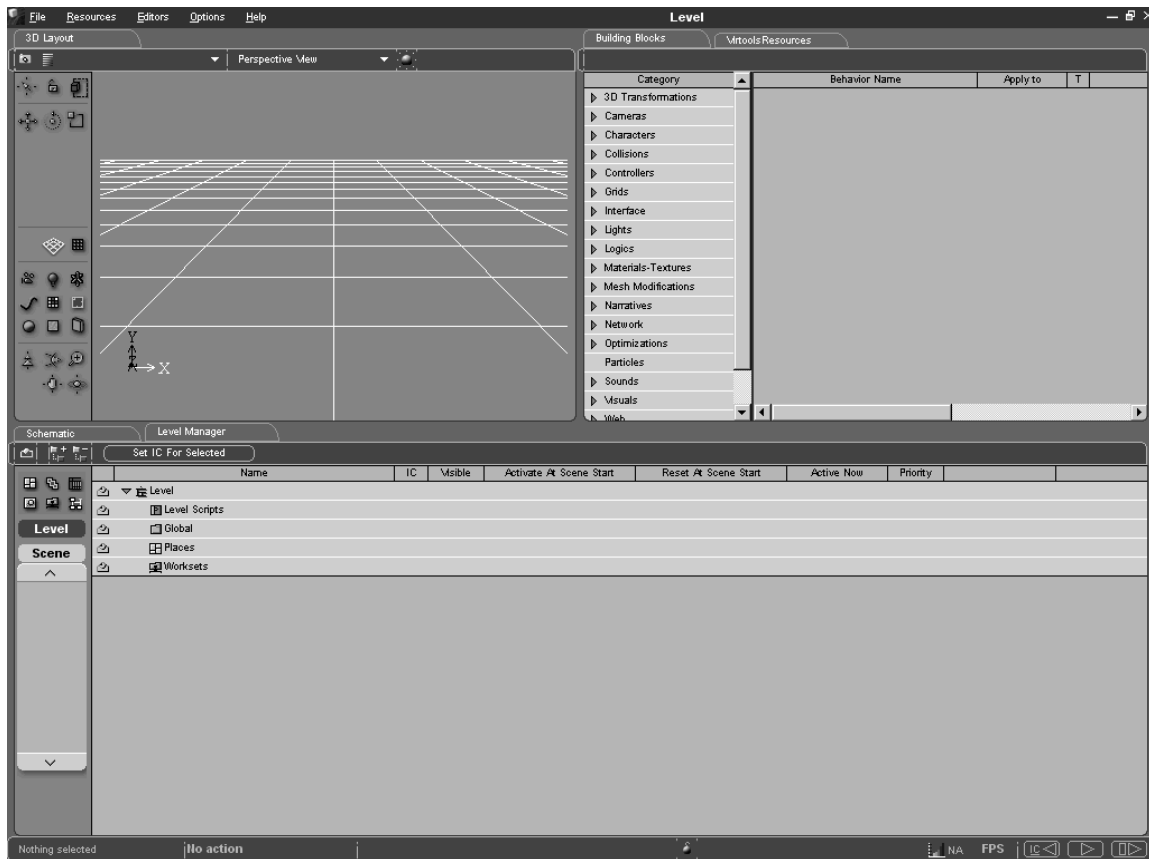 File Resources Editors Options Help Level
3D Layout
Building Blocks VirtoolsResources
Perspective View
Category Behavior Name Apply to T
3D Transformations
Cameras
Characters
Collisions
Controllers
Grids
Interface
Lights
Logics
Materials-Textures
Mesh Modifications
Narratives
Network
Optimizations
Particles
Sounds
Visuals
Web
Y
Z
X
Schematic Level Manager
Set IC For Selected
Name IC Visible Activate At Scene Start Reset At Scene Start Active Now Priority
Level
Level Scripts
Global
Places
Worksets
Level
Scene
Nothing selected No action NA FPS IC